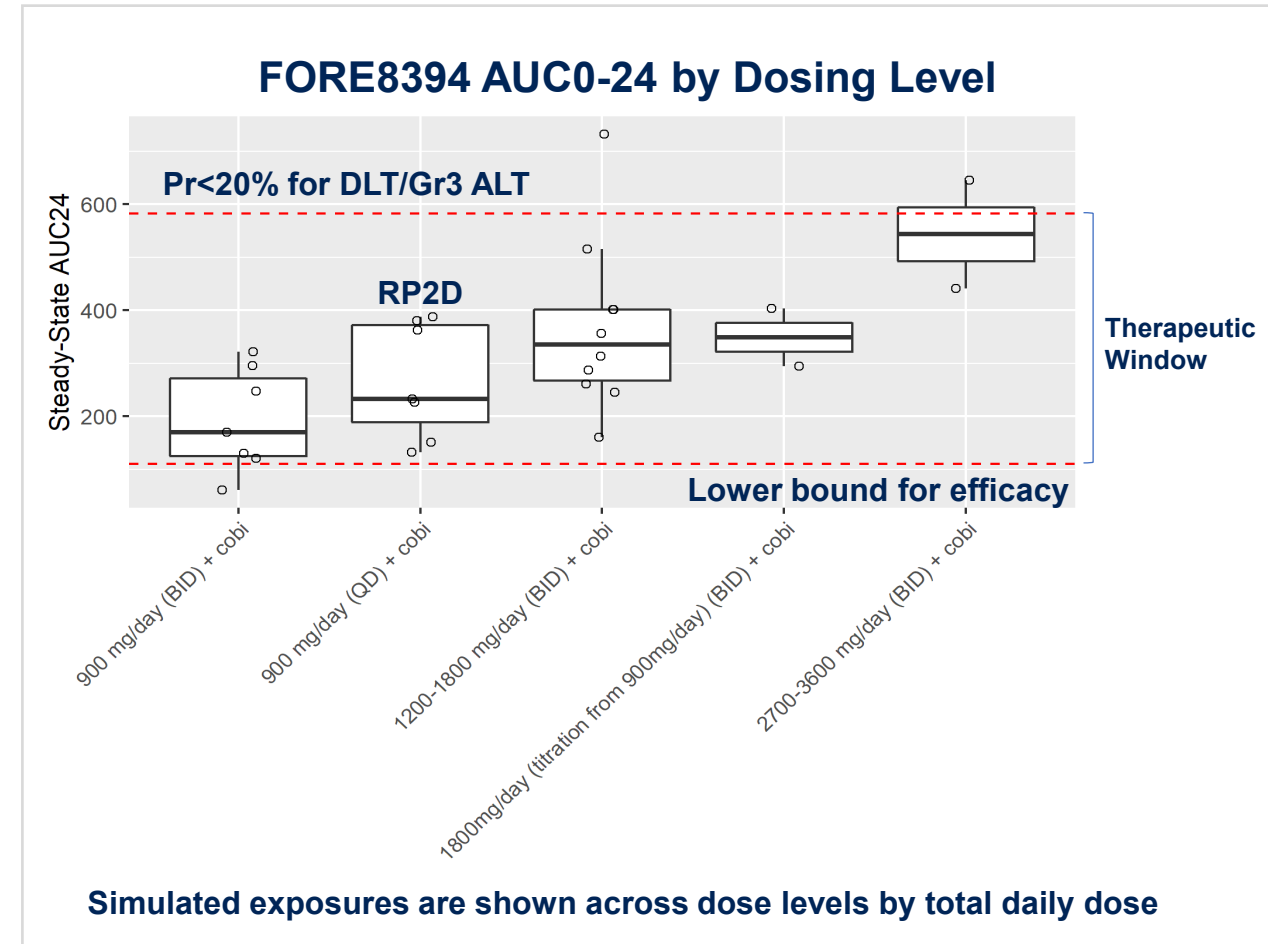 FORE8394 AUC0-24 by Dosing Level
Steady-State AUC24
600
400
200
Pr<20% for DLT/Gr3 ALT
RP2D
Lower bound for efficacy
Therapeutic
Window
900 mg/day (BID) + cobi
900 mg/day (QD) + cobi
1200-1800 mg/day (BID) + cobi
1800mg/day (titration from 900mg/day) (BID) + cobi
2700-3600 mg/day (BID) + cobi
Simulated exposures are shown across dose levels by total daily dose